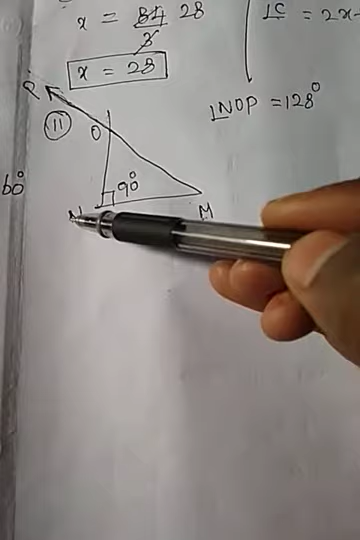 x = 84 28
3
x = 28
∟C = 2x-
P
11
O
∟NOP = 128°
60°
90°
N
M